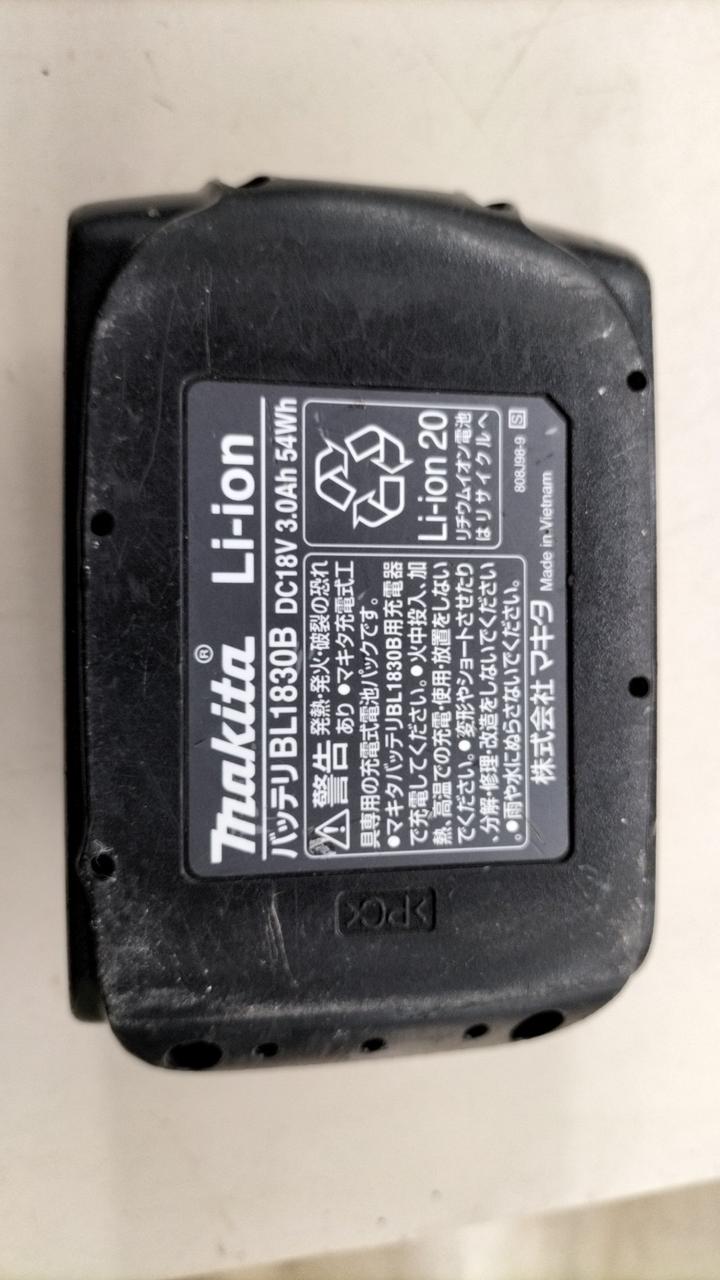 makita® Li-ion
バッテリ BL1830B DC18V 3.0Ah 54Wh
警告 発熱・発火・破裂の恐れ
あり ●マキタ充電式工
具専用の充電式電池パックです。
●マキタバッテリBL1830B用充電器
で充電してください。●火中投入、加
熱、高温での充電・使用・放置をしない
でください。●変形やショートさせたり
、分解・修理・改造をしないでください
。●雨や水にぬらさないでください。
Li-ion 20
リチウムイオン電池
はリサイクルへ
808J98-9 S
株式会社マキタ Made in Vietnam
>PC<